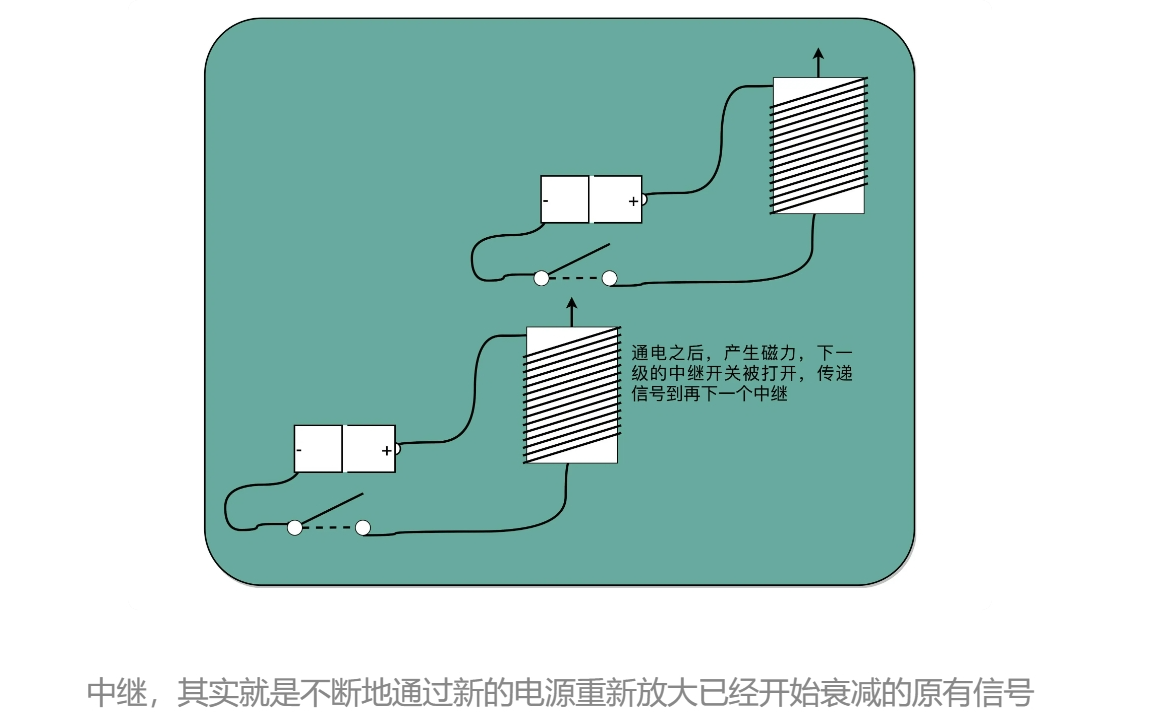 - +
通电之后，产生磁力，下一
级的中继开关被打开，传递
信号到再下一个中继
- +
中继，其实就是不断地通过新的电源重新放大已经开始衰减的原有信号